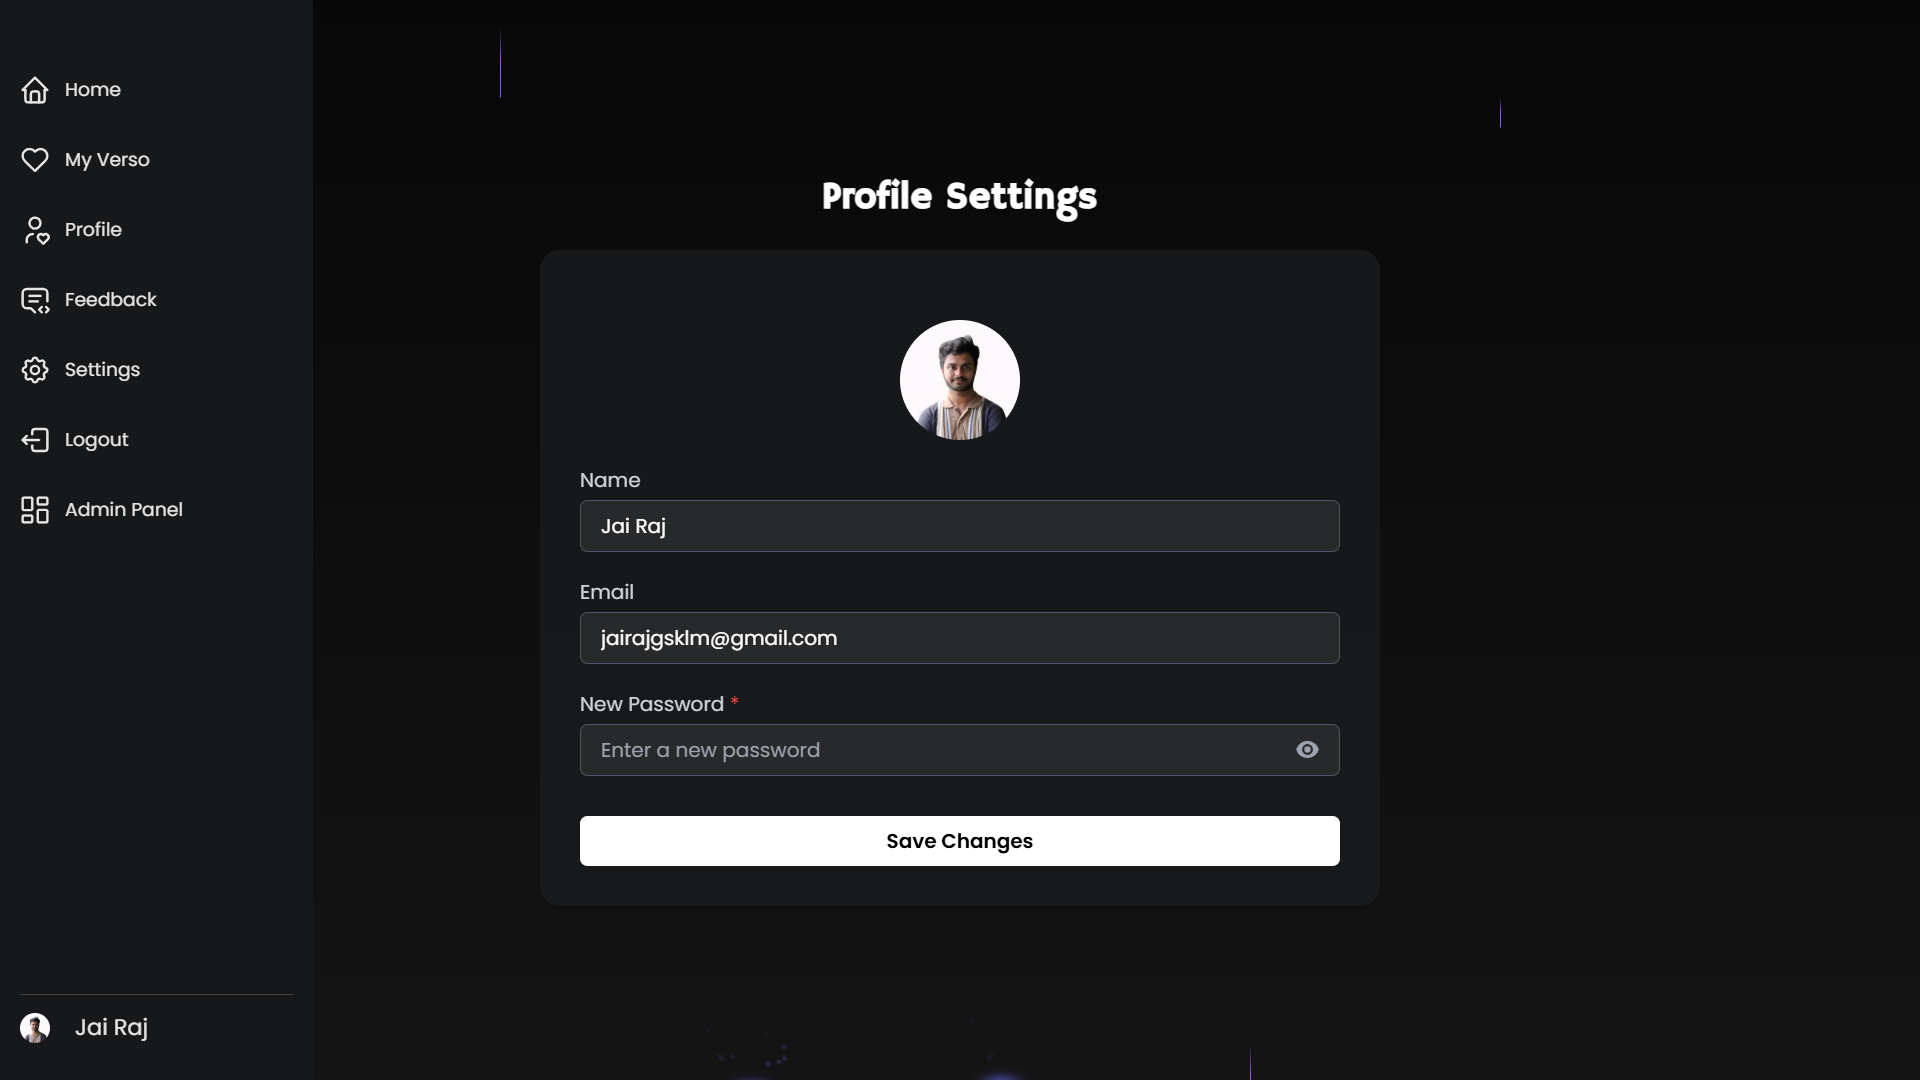 Home
My Verso
Profile
Feedback
Settings
Logout
Admin Panel
Jai Raj
Profile Settings
Name
Jai Raj
Email
jairajgsklm@gmail.com
New Password *
Enter a new password
Save Changes